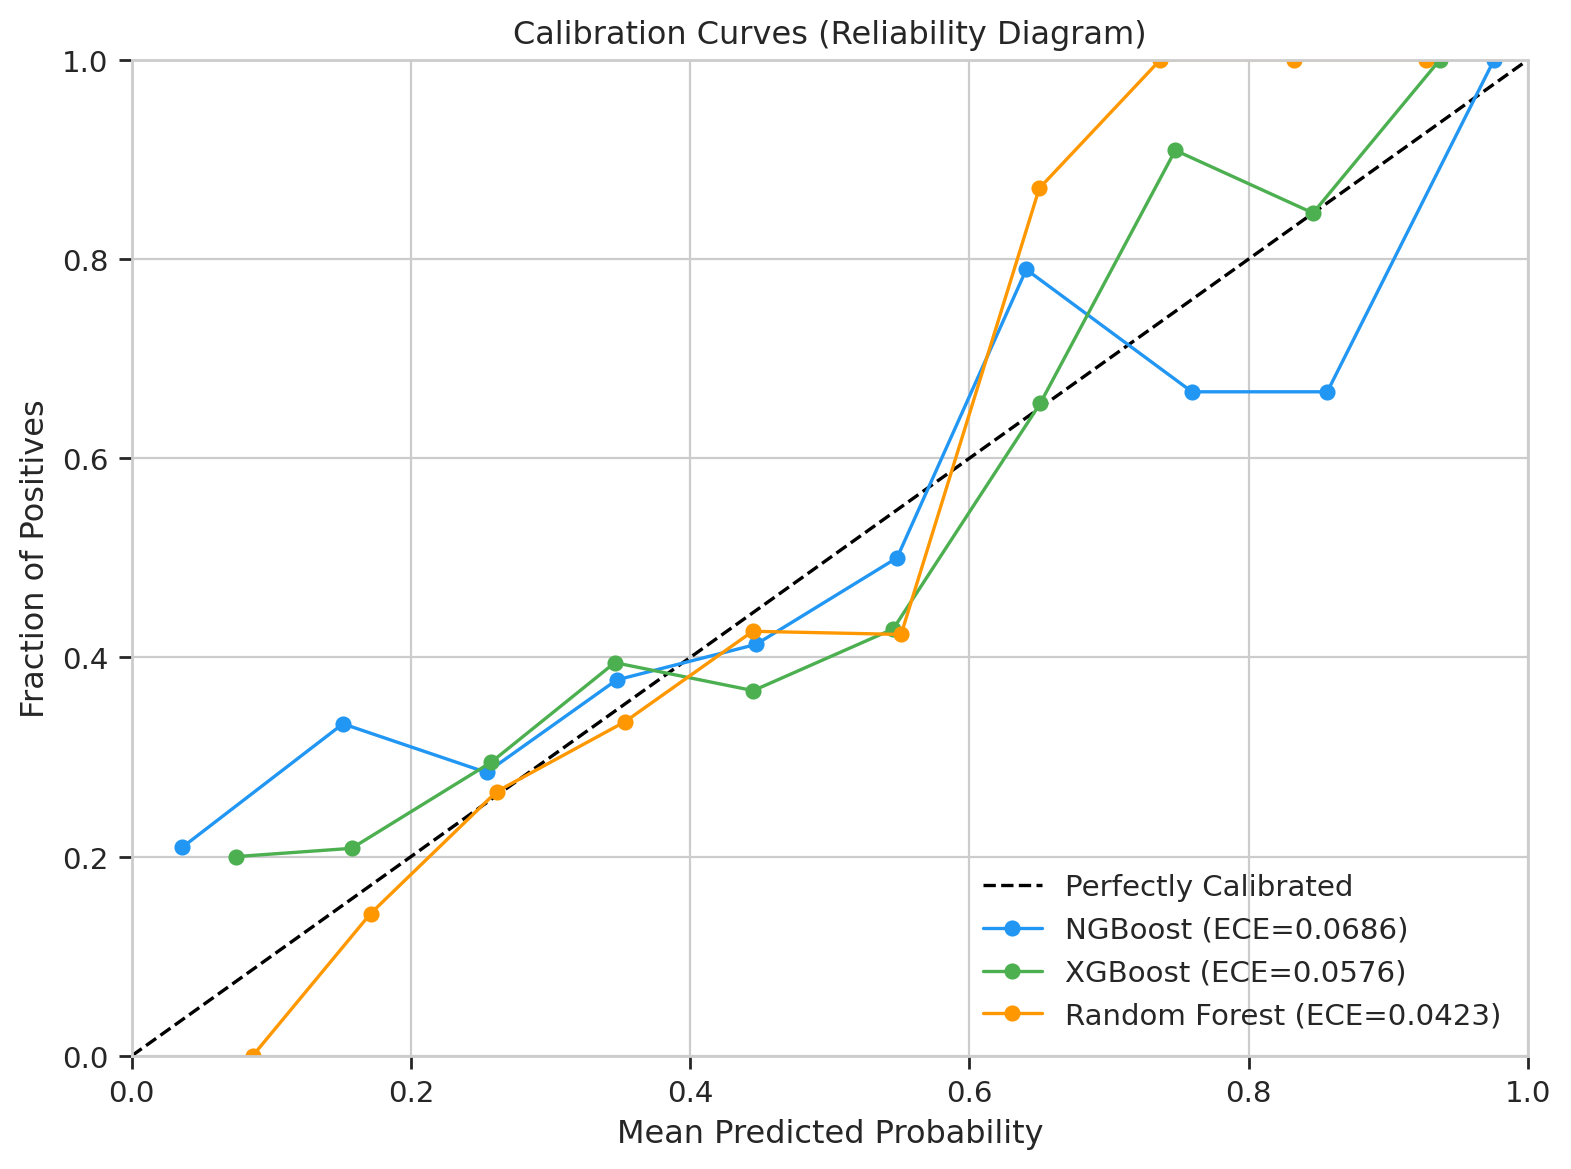 Calibration Curves (Reliability Diagram)
1.0
0.8
0.6
0.4
0.2
0.0
Fraction of Positives
Perfectly Calibrated
NGBoost (ECE=0.0686)
XGBoost (ECE=0.0576)
Random Forest (ECE=0.0423)
0.0 0.2 0.4 0.6 0.8 1.0
Mean Predicted Probability